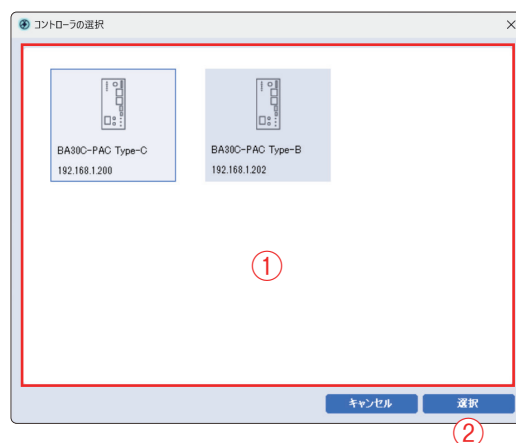 コントローラの選択
BA30C-PAC Type-C
192.168.1.200
BA30C-PAC Type-B
192.168.1.202
①
キャンセル
選択
②